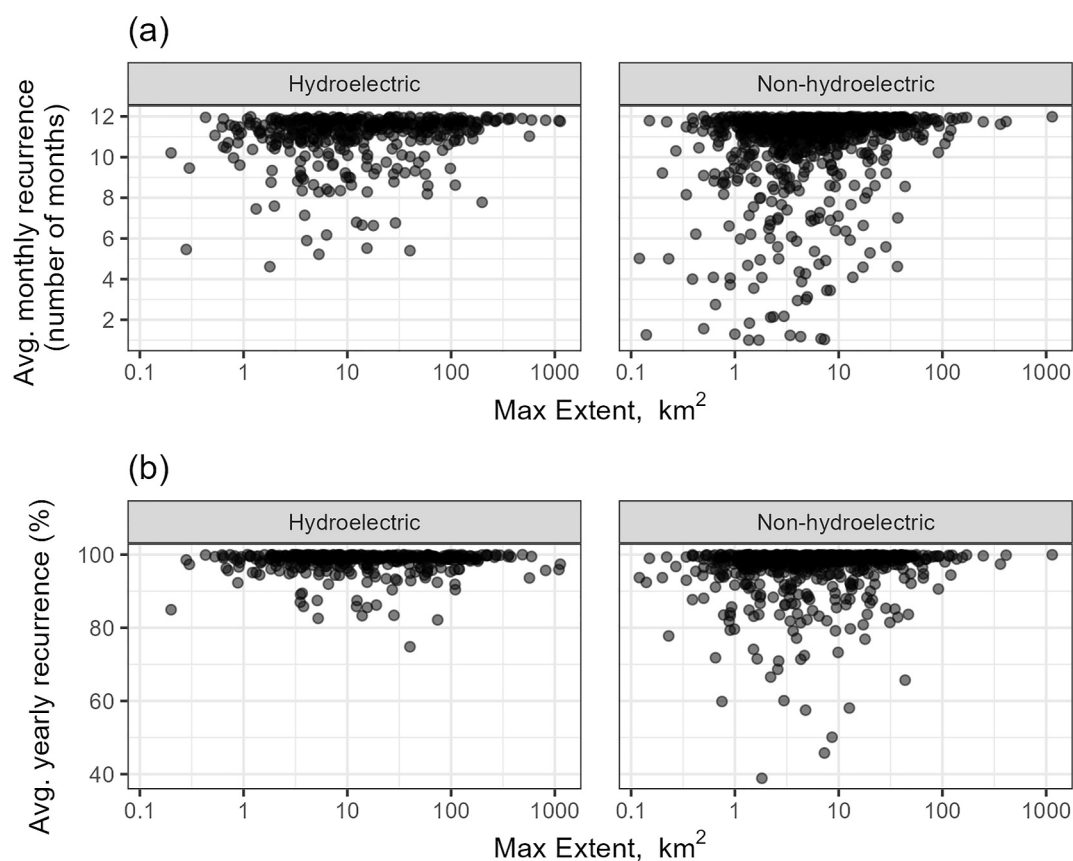 (a)
Hydroelectric
Non-hydroelectric
Avg. monthly recurrence
(number of months)
12
10
8
6
4
2
0.1 1 10 100 1000
0.1 1 10 100 1000
Max Extent, km²
(b)
Hydroelectric
Non-hydroelectric
Avg. yearly recurrence (%)
100
80
60
40
0.1 1 10 100 1000
0.1 1 10 100 1000
Max Extent, km²